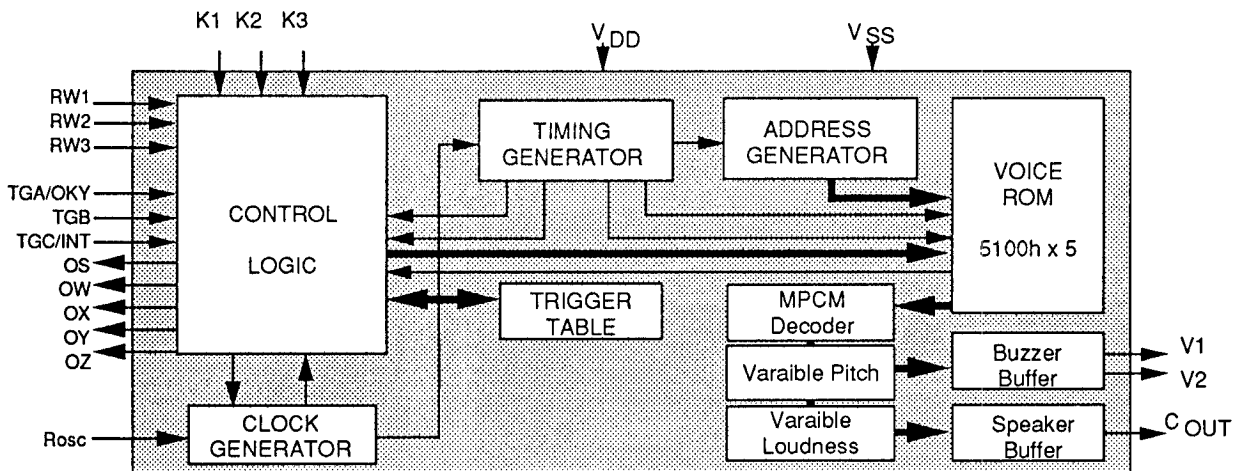 K1 K2 K3
VDD
VSS
RW1
RW2
RW3
TGA/OKY
TGB
TGC/INT
OS
OW
OX
OY
OZ
Rosc
CONTROL
LOGIC
CLOCK
GENERATOR
TIMING
GENERATOR
ADDRESS
GENERATOR
VOICE
ROM
5100h x 5
TRIGGER
TABLE
MPCM
Decoder
Varaible Pitch
Varaible
Loudness
Buzzer
Buffer
Speaker
Buffer
V1
V2
COUT